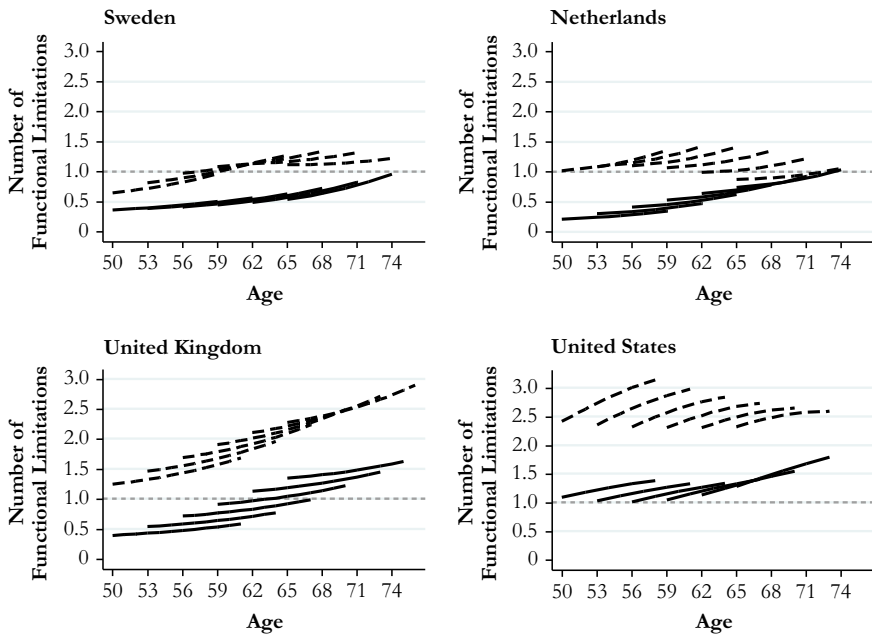 Sweden
Number of
Functional Limitations
3.0
2.5
2.0
1.5
1.0
0.5
0
50 53 56 59 62 65 68 71 74
Age
Netherlands
Number of
Functional Limitations
3.0
2.5
2.0
1.5
1.0
0.5
0
50 53 56 59 62 65 68 71 74
Age
United Kingdom
Number of
Functional Limitations
3.0
2.5
2.0
1.5
1.0
0.5
0
50 53 56 59 62 65 68 71 74
Age
United States
Number of
Functional Limitations
3.0
2.5
2.0
1.5
1.0
0.5
0
50 53 56 59 62 65 68 71 74
Age